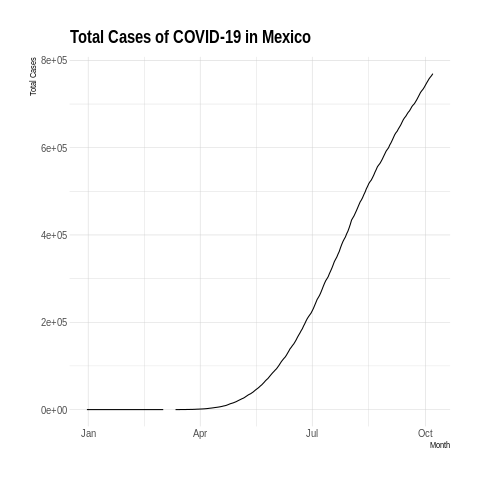 Total Cases of COVID-19 in Mexico
Total Cases
8e+05
6e+05
4e+05
2e+05
0e+00
Jan Apr Jul Oct
Month